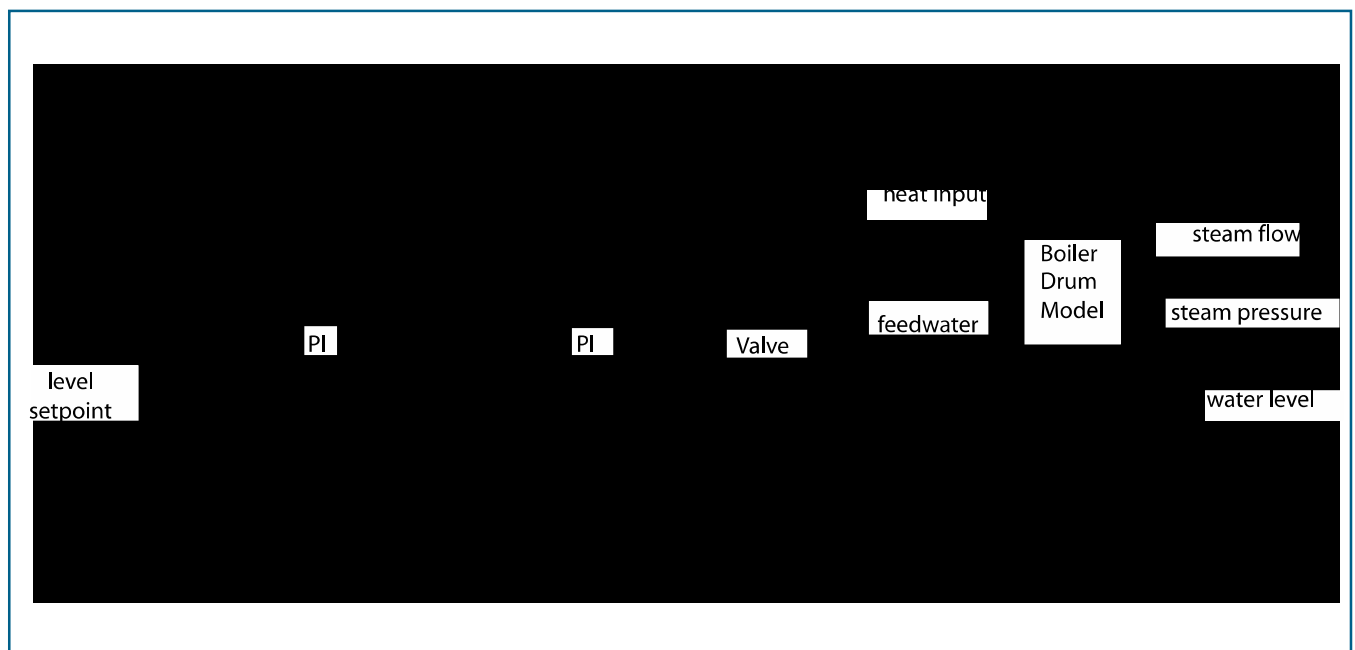 heat input
steam flow
Boiler
Drum
Model
steam pressure
feedwater
PI
PI
Valve
level
setpoint
water level